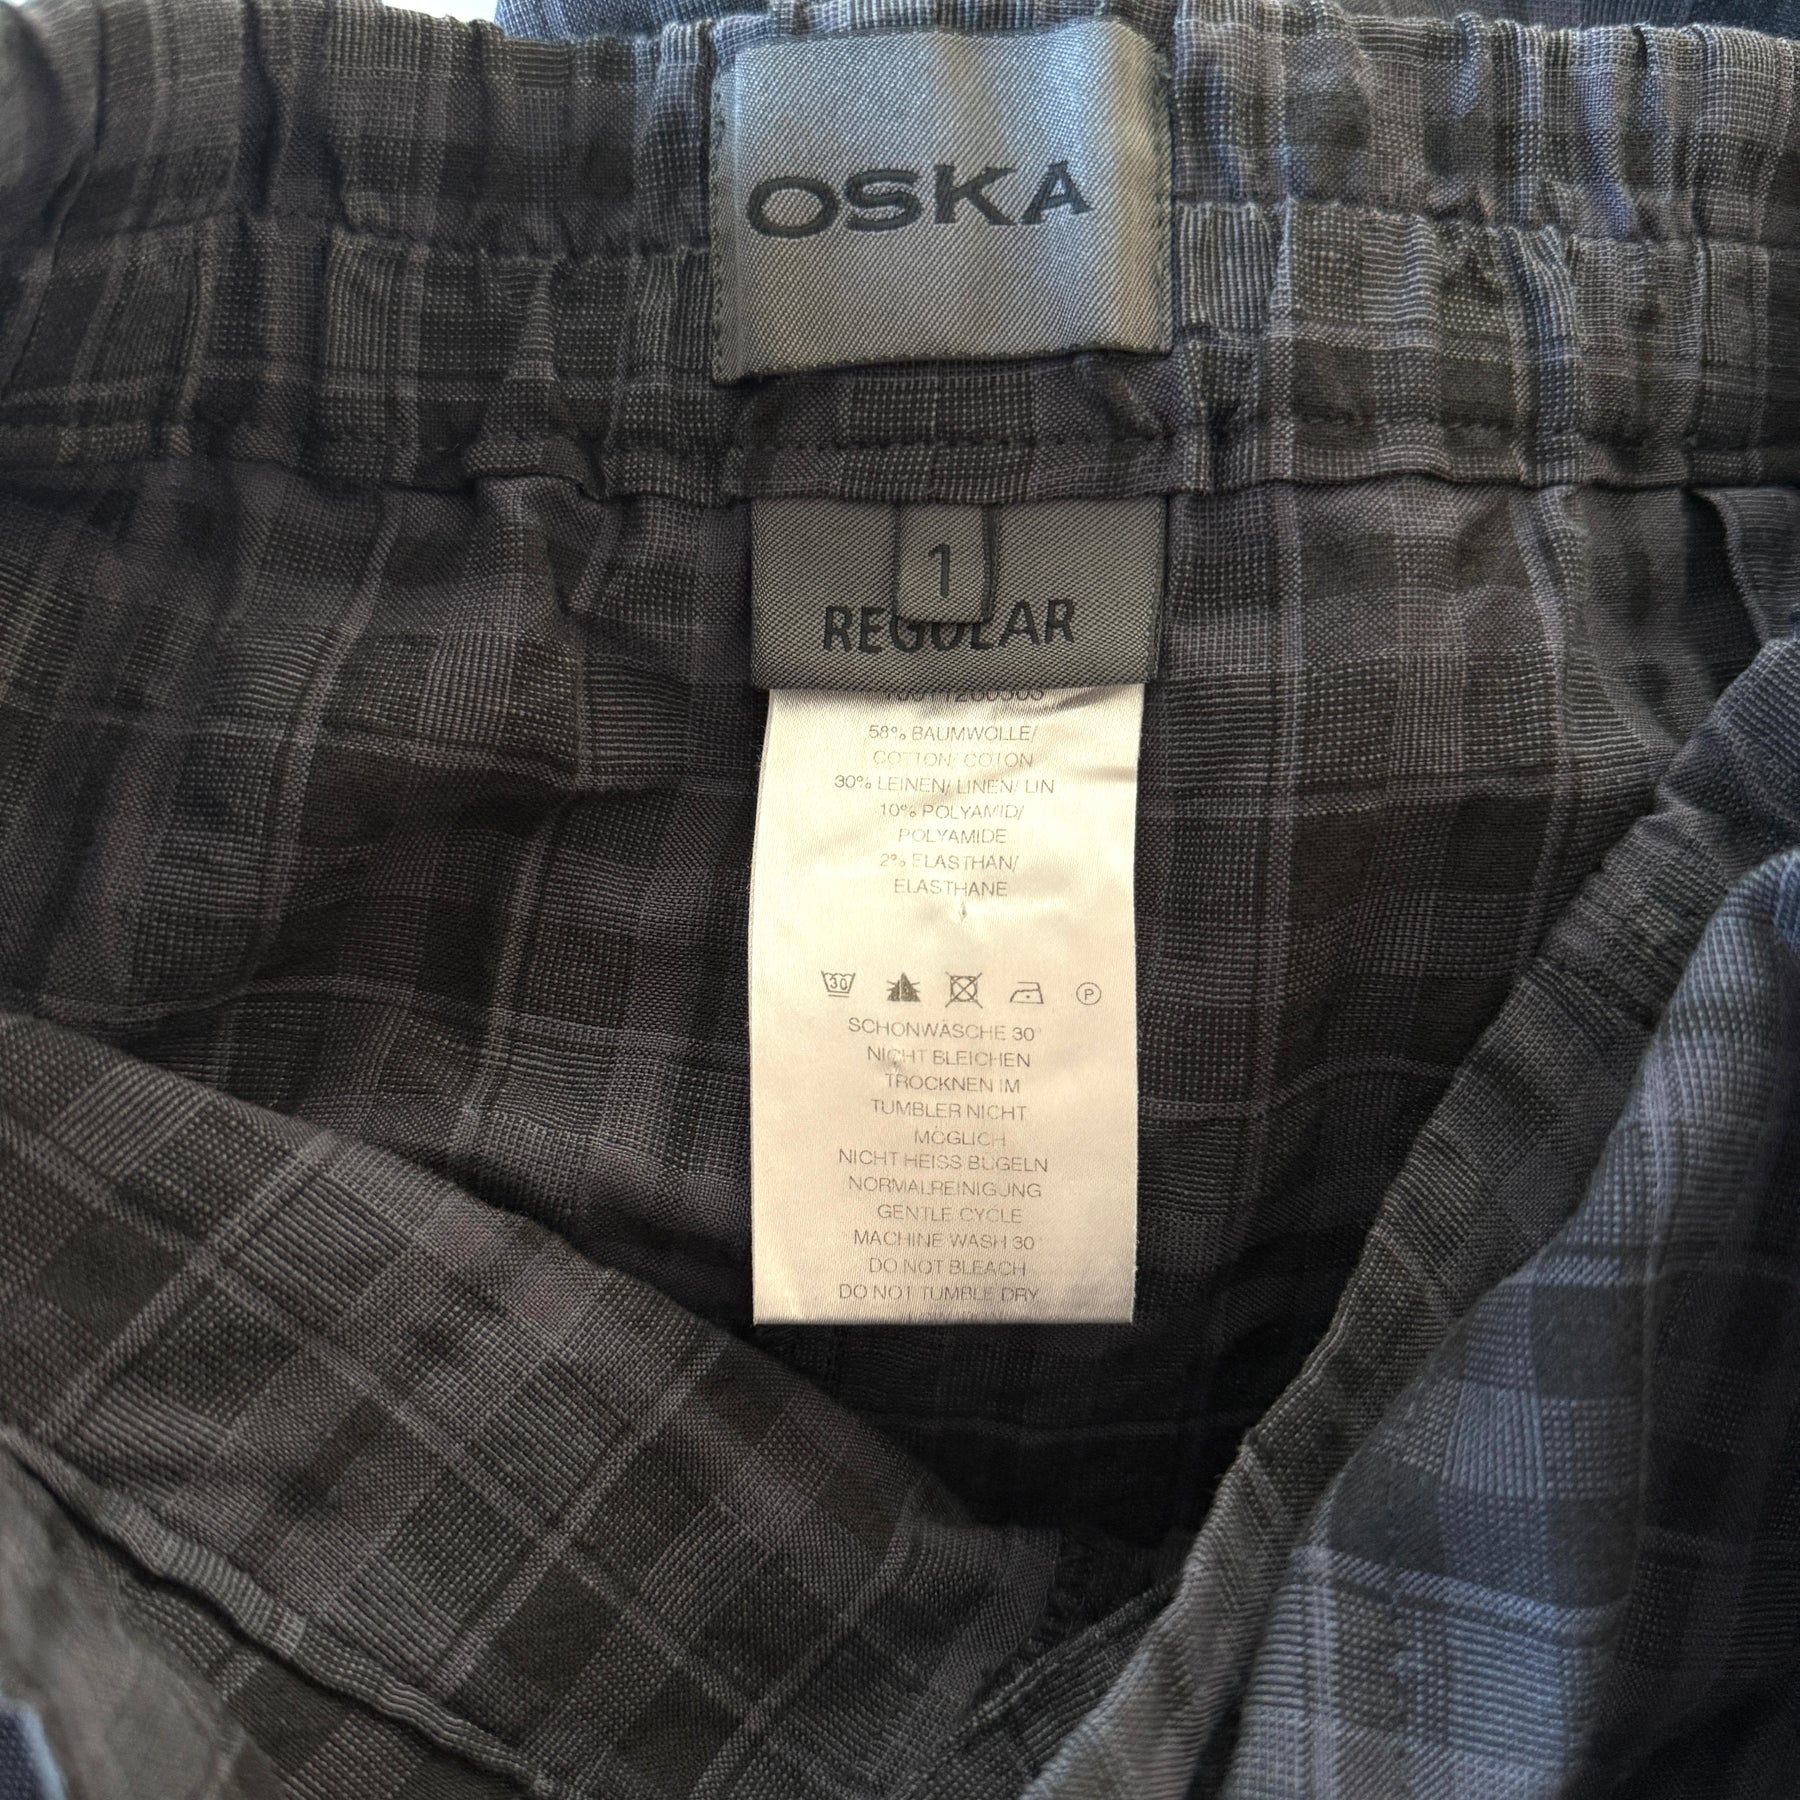 OSKA
1
REGULAR
58% BAUMWOLLE/
COTTON/ COTON
30% LEINEN/ LINEN/ LIN
10% POLYAMID/
POLYAMIDE
2% ELASTHAN/
ELASTHANE
30
P
SCHONWÄSCHE 30°
NICHT BLEICHEN
TROCKNEN IM
TUMBLER NICHT
MÖGLICH
NICHT HEISS BÜGELN
NORMALREINIGUNG
GENTLE CYCLE
MACHINE WASH 30°
DO NOT BLEACH
DO NOT TUMBLE DRY